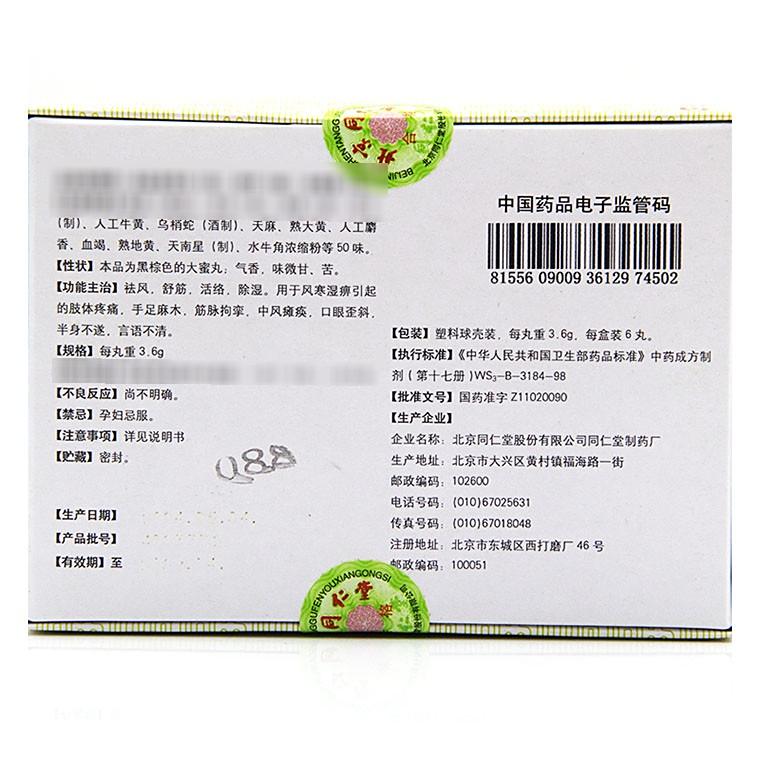 同仁堂
BEIJING
中国药品电子监管码
81556 09009 36129 74502
(制)、人工牛黄、乌梢蛇(酒制)、天麻、熟大黄、人工麝
香、血竭、熟地黄、天南星(制)、水牛角浓缩粉等50味。
【性状】本品为黑棕色的大蜜丸;气香,味微甘、苦。
【功能主治】祛风,舒筋,活络,除湿。用于风寒湿痹引起
的肢体疼痛,手足麻木,筋脉拘挛,中风瘫痪,口眼歪斜,
半身不遂,言语不清。
【规格】每丸重3.6g
【不良反应】尚不明确。
【禁忌】孕妇忌服。
【注意事项】详见说明书
【贮藏】密封。
Q88
【生产日期】
【产品批号】
【有效期】至
【包装】塑料球壳装,每丸重3.6g,每盒装6丸。
【执行标准】《中华人民共和国卫生部药品标准》中药成方制
剂(第十七册)WS3-B-3184-98
【批准文号】国药准字Z11020090
【生产企业】
企业名称:北京同仁堂股份有限公司同仁堂制药厂
生产地址:北京市大兴区黄村镇福海路一街
邮政编码:102600
电话号码:(010)67025631
传真号码:(010)67018048
注册地址:北京市东城区西打磨厂46号
邮政编码:100051
同仁堂